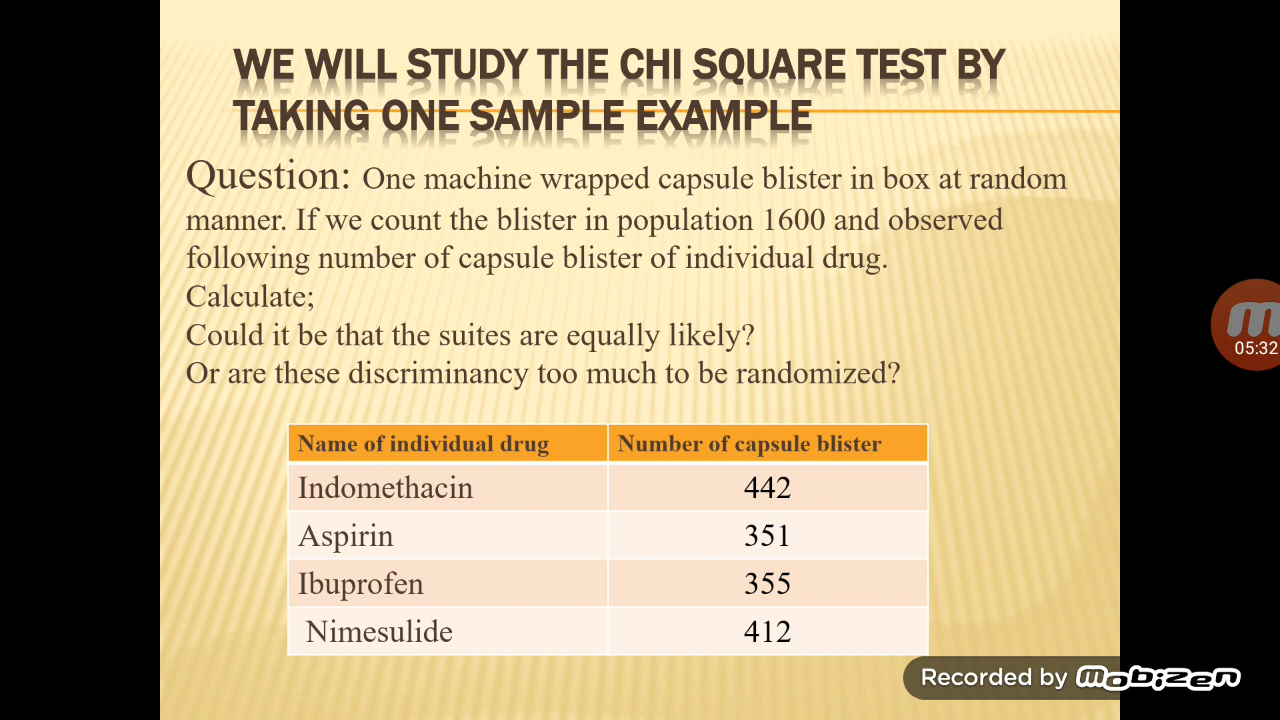 WE WILL STUDY THE CHI SQUARE TEST BY
TAKING ONE SAMPLE EXAMPLE
Question: One machine wrapped capsule blister in box at random
manner. If we count the blister in population 1600 and observed
following number of capsule blister of individual drug.
Calculate;
Could it be that the suites are equally likely?
Or are these discriminancy too much to be randomized?
Name of individual drug Number of capsule blister
Indomethacin 442
Aspirin 351
Ibuprofen 355
Nimesulide 412
05:32
Recorded by mobizen